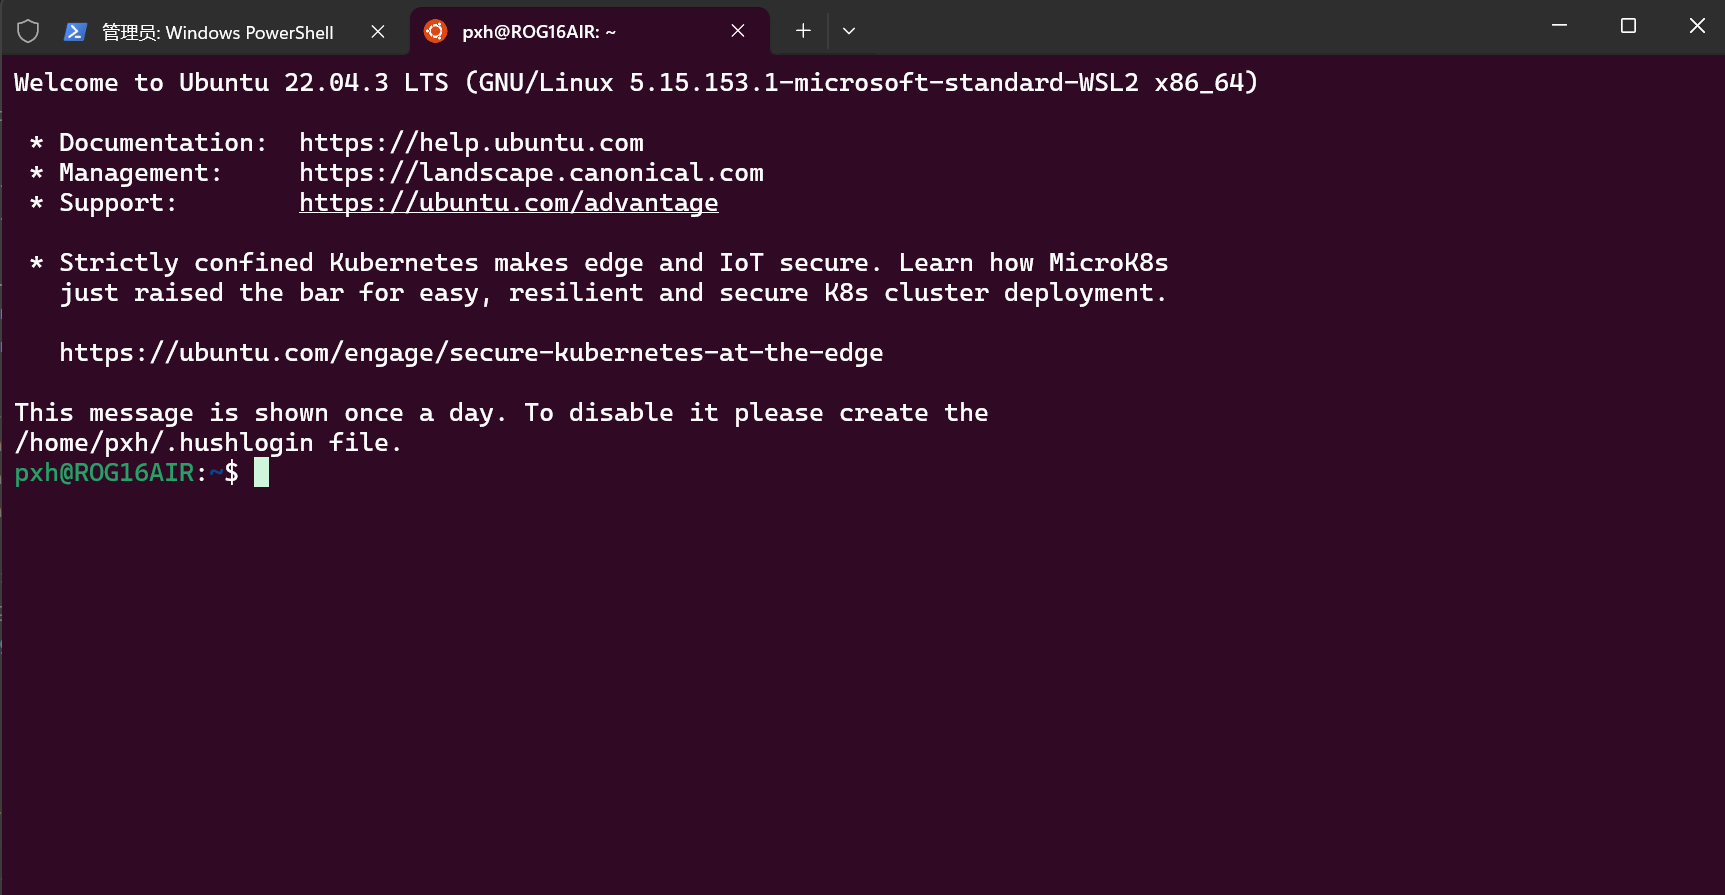 管理员: Windows PowerShell
pxh@ROG16AIR: ~
Welcome to Ubuntu 22.04.3 LTS (GNU/Linux 5.15.153.1-microsoft-standard-WSL2 x86_64)
* Documentation:  https://help.ubuntu.com
* Management:     https://landscape.canonical.com
* Support:        https://ubuntu.com/advantage
* Strictly confined Kubernetes makes edge and IoT secure. Learn how MicroK8s
just raised the bar for easy, resilient and secure K8s cluster deployment.
https://ubuntu.com/engage/secure-kubernetes-at-the-edge
This message is shown once a day. To disable it please create the
/home/pxh/.hushlogin file.
pxh@ROG16AIR:~$